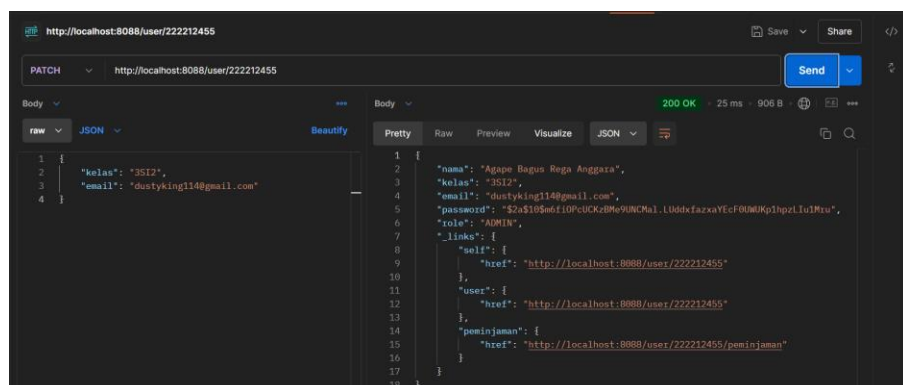 HTTP http://localhost:8088/user/222212455 Save Share
PATCH http://localhost:8088/user/222212455 Send
Body Body 200 OK 25 ms 906 B
raw JSON Beautify Pretty Raw Preview Visualize JSON
1 {
2 "kelas": "3SI2",
3 "email": "dustyking114@gmail.com"
4 }
1 {
2 "nama": "Agape Bagus Rega Anggara",
3 "kelas": "3SI2",
4 "email": "dustyking114@gmail.com",
5 "password":
6 "role": "ADMIN",
7 "_links": {
8 "self": {
9 "href": "http://localhost:8088/user/222212455"
10 },
11 "user": {
12 "href": "http://localhost:8088/user/222212455"
13 },
14 "peminjaman": {
15 "href": "http://localhost:8088/user/222212455/peminjaman"
16 }
17 }
18 }